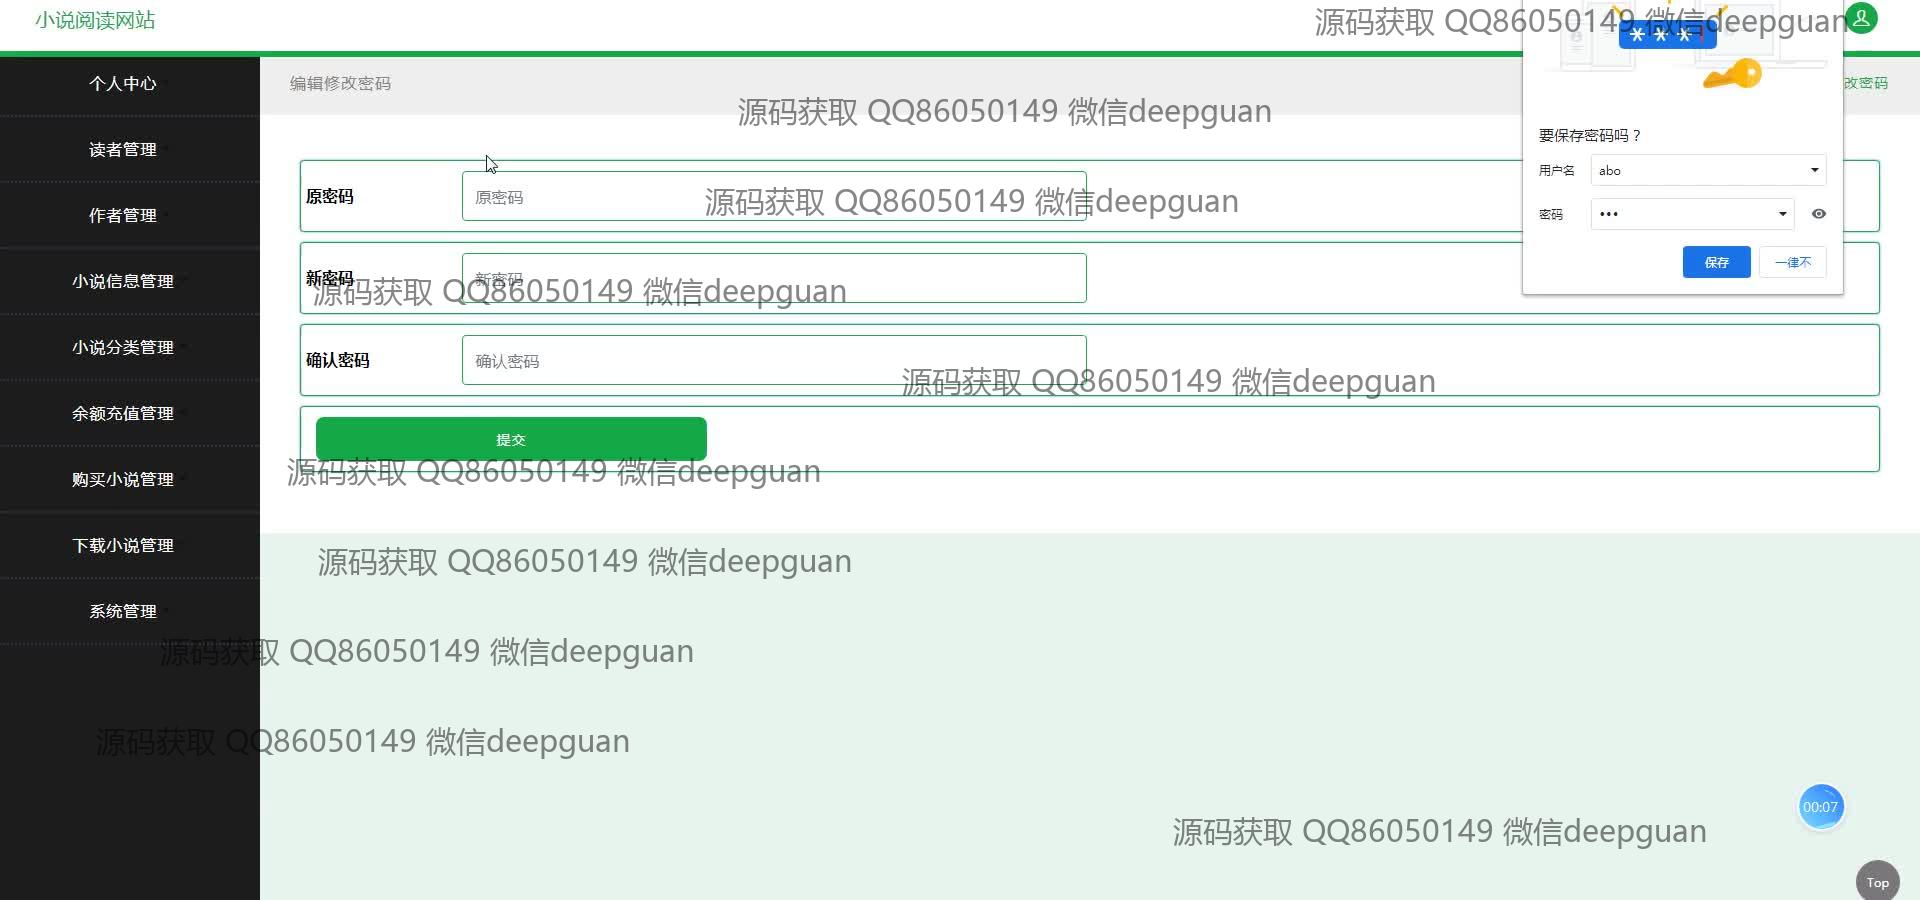 小说阅读网站
源码获取 QQ86050149 微信deepguan
个人中心
编辑修改密码
改密码
源码获取 QQ86050149 微信deepguan
要保存密码吗？
读者管理
用户名 abo
原密码 原密码
源码获取 QQ86050149 微信deepguan
作者管理
密码 •••
保存 一律不
小说信息管理
新密码 新密码
源码获取 QQ86050149 微信deepguan
小说分类管理
确认密码 确认密码
源码获取 QQ86050149 微信deepguan
余额充值管理
提交
源码获取 QQ86050149 微信deepguan
购买小说管理
下载小说管理
源码获取 QQ86050149 微信deepguan
系统管理
源码获取 QQ86050149 微信deepguan
源码获取 QQ86050149 微信deepguan
00:07
源码获取 QQ86050149 微信deepguan
Top